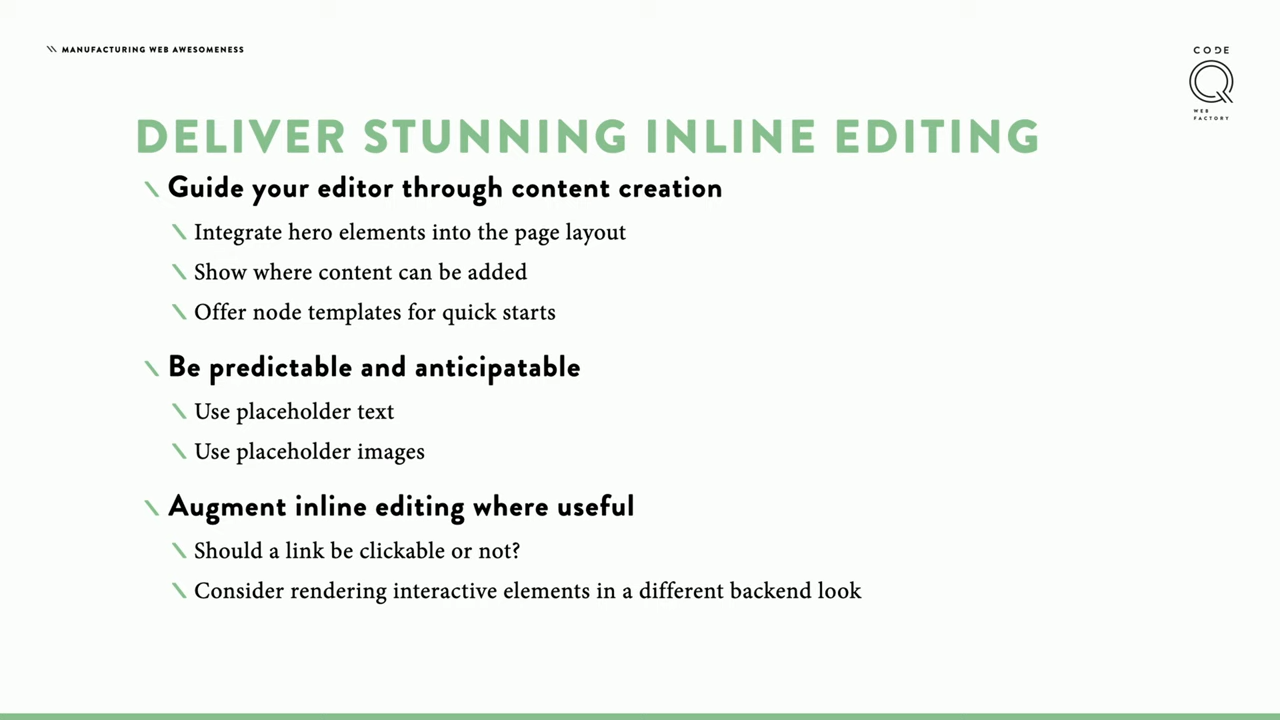 MANUFACTURING WEB AWESOMENESS
CODE
Q
WEB
FACTORY
DELIVER STUNNING INLINE EDITING
Guide your editor through content creation
Integrate hero elements into the page layout
Show where content can be added
Offer node templates for quick starts
Be predictable and anticipatable
Use placeholder text
Use placeholder images
Augment inline editing where useful
Should a link be clickable or not?
Consider rendering interactive elements in a different backend look